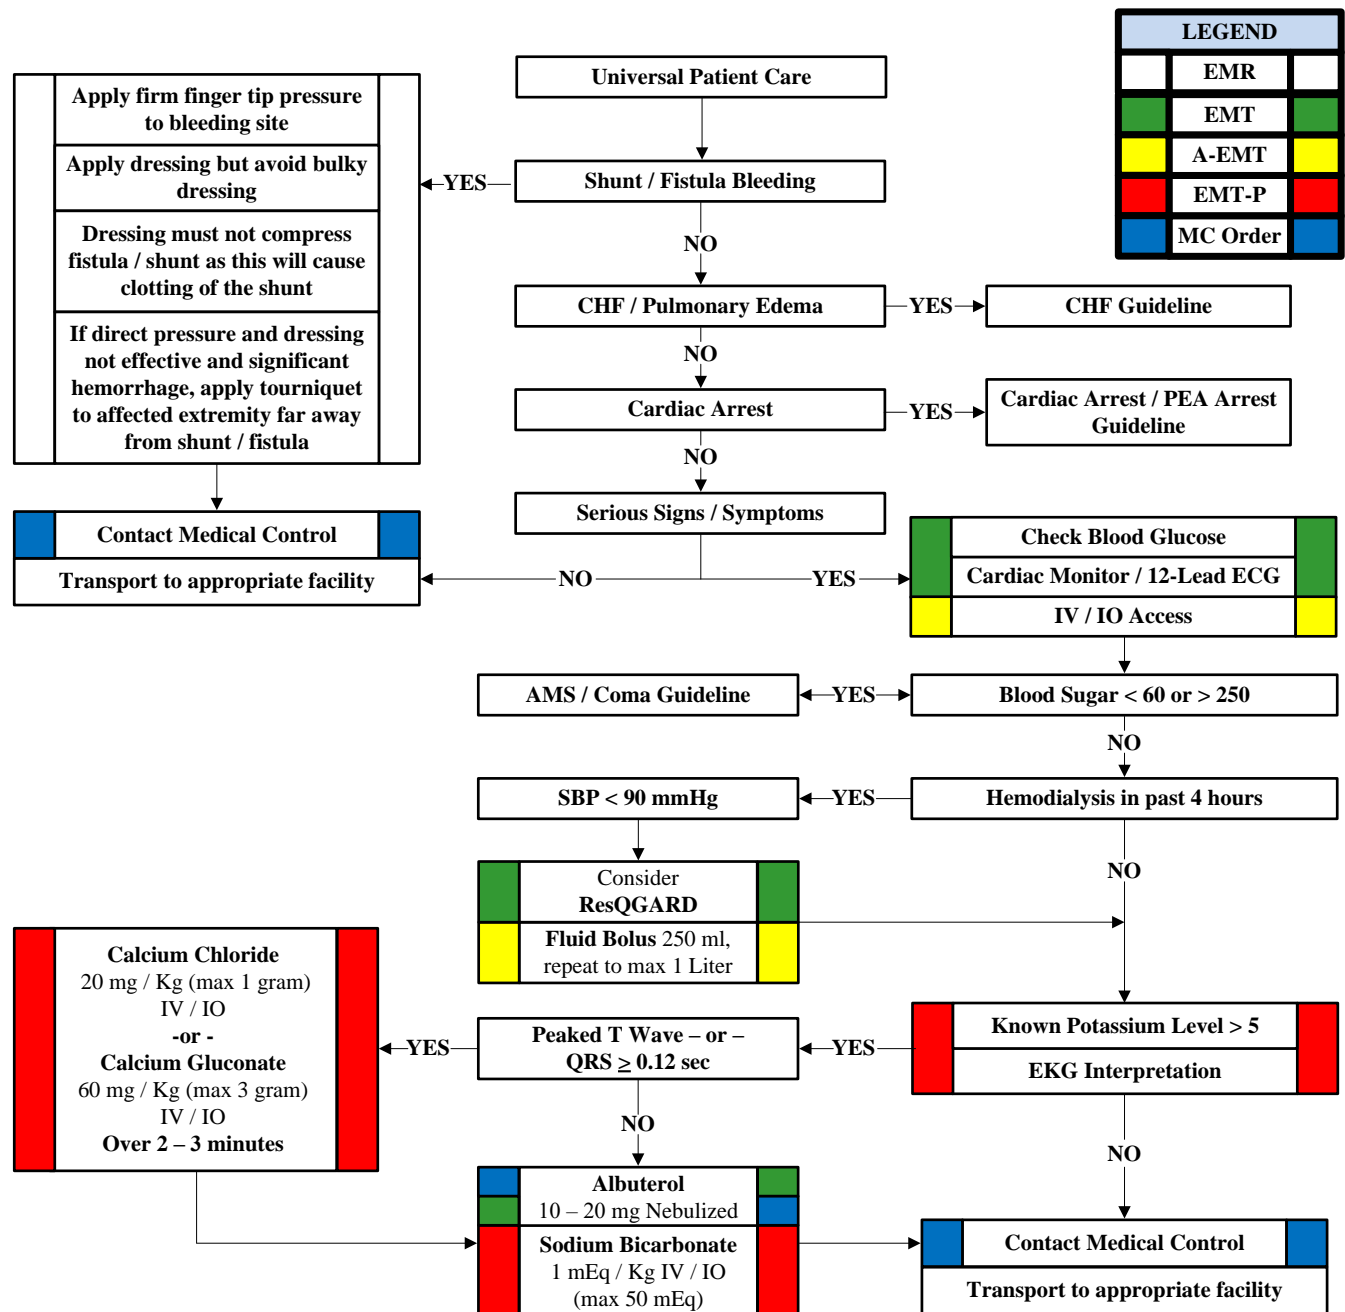 LEGEND
EMR
EMT
A-EMT
EMT-P
MC Order
Universal Patient Care
Apply firm finger tip pressure
to bleeding site
Apply dressing but avoid bulky
dressing
Dressing must not compress
fistula / shunt as this will cause
clotting of the shunt
If direct pressure and dressing
not effective and significant
hemorrhage, apply tourniquet
to affected extremity far away
from shunt / fistula
YES
Shunt / Fistula Bleeding
NO
CHF / Pulmonary Edema
YES
CHF Guideline
NO
Cardiac Arrest
YES
Cardiac Arrest / PEA Arrest
Guideline
NO
Serious Signs / Symptoms
Contact Medical Control
Transport to appropriate facility
NO
YES
Check Blood Glucose
Cardiac Monitor / 12-Lead ECG
IV / IO Access
AMS / Coma Guideline
YES
Blood Sugar < 60 or > 250
NO
SBP < 90 mmHg
YES
Hemodialysis in past 4 hours
NO
Consider
ResQGARD
Fluid Bolus 250 ml,
repeat to max 1 Liter
Calcium Chloride
20 mg / Kg (max 1 gram)
IV / IO
-or -
Calcium Gluconate
60 mg / Kg (max 3 gram)
IV / IO
Over 2 – 3 minutes
YES
Peaked T Wave – or –
QRS ≥ 0.12 sec
YES
Known Potassium Level > 5
EKG Interpretation
NO
NO
Albuterol
10 – 20 mg Nebulized
Sodium Bicarbonate
1 mEq / Kg IV / IO
(max 50 mEq)
Contact Medical Control
Transport to appropriate facility